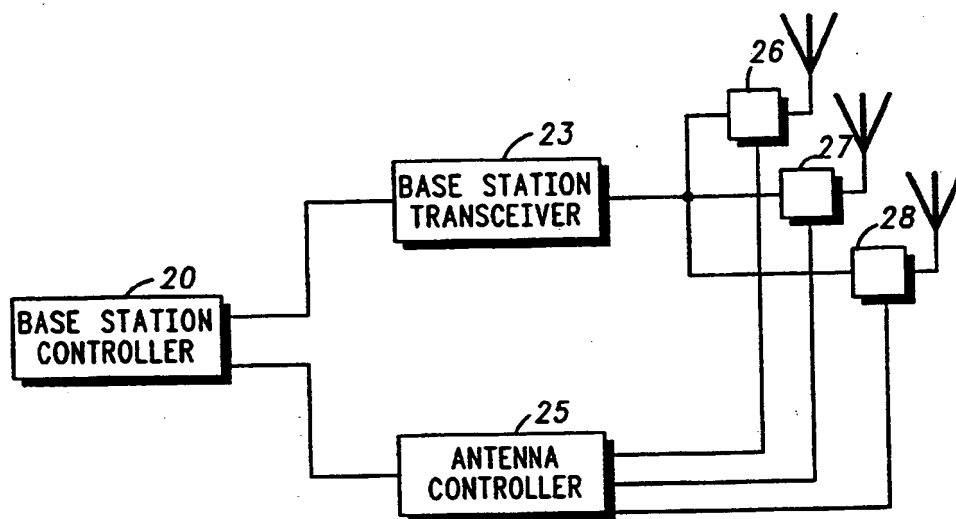 26
23
27
BASE STATION
TRANSCEIVER
28
20
BASE STATION
CONTROLLER
25
ANTENNA
CONTROLLER